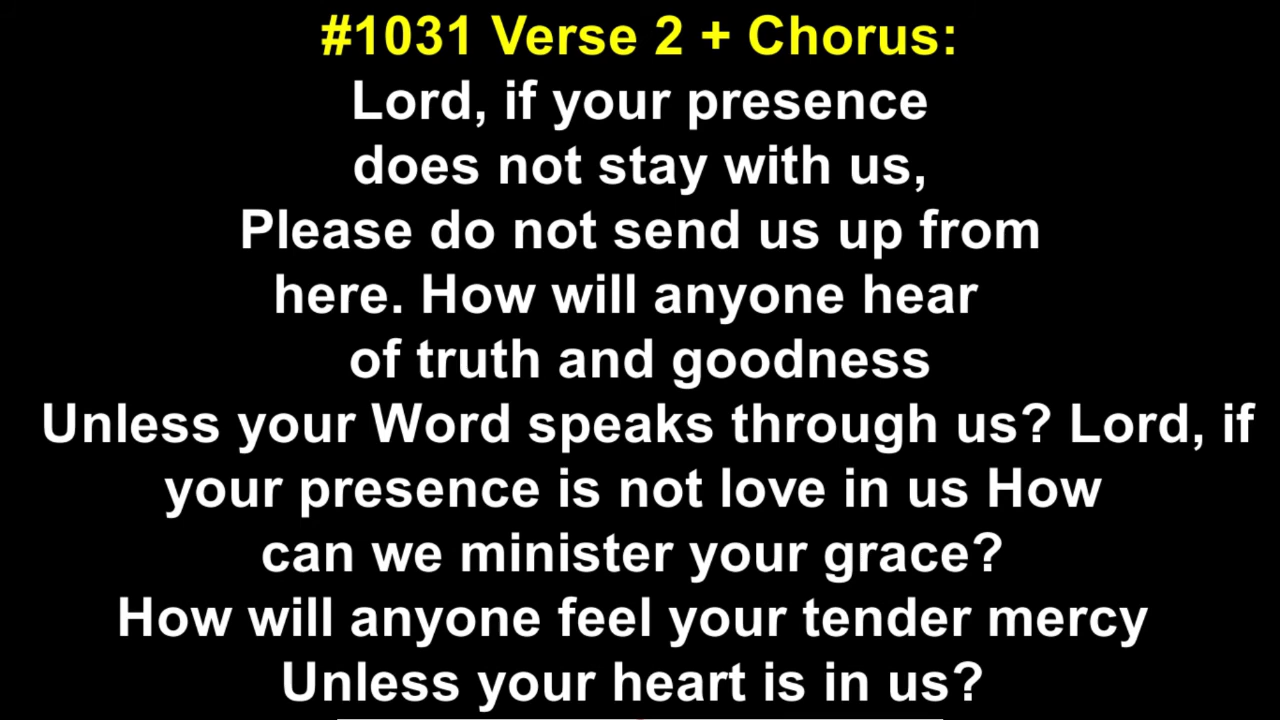 #1031 Verse 2 + Chorus:
Lord, if your presence
does not stay with us,
Please do not send us up from
here. How will anyone hear
of truth and goodness
Unless your Word speaks through us? Lord, if
your presence is not love in us How
can we minister your grace?
How will anyone feel your tender mercy
Unless your heart is in us?